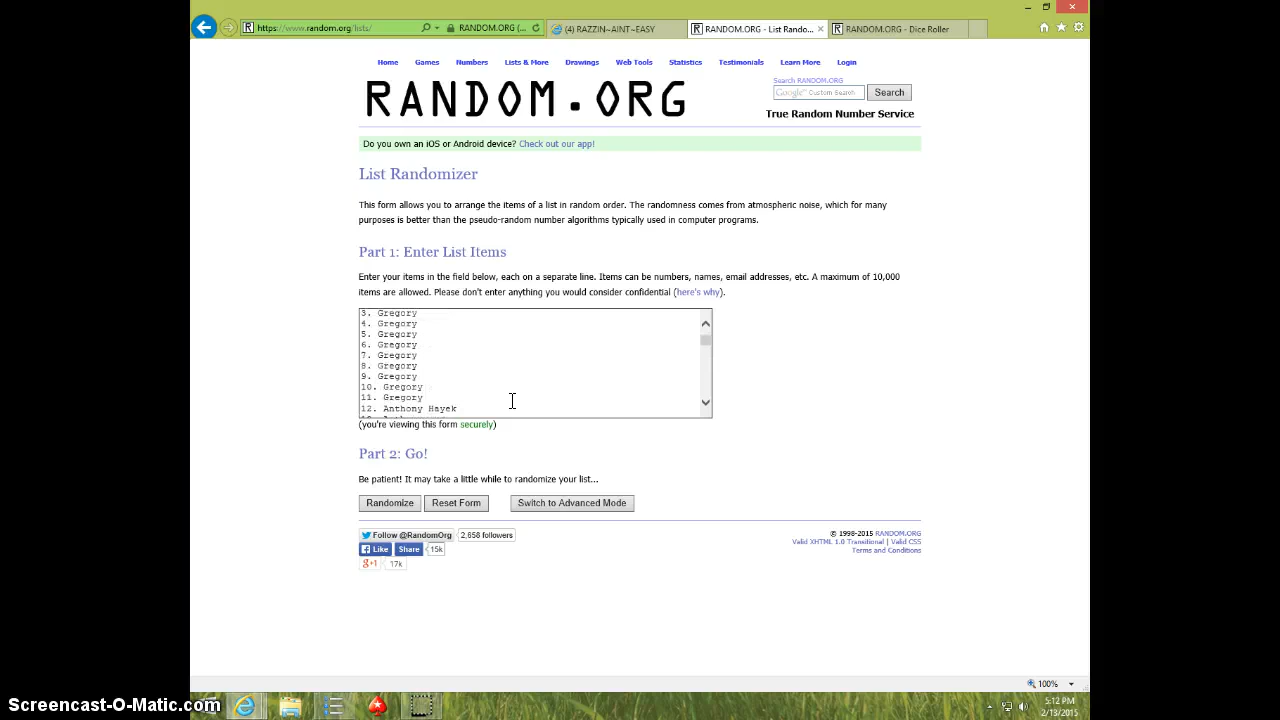 https://www.random.org/lists/
RANDOM.ORG (...
(4) RAZZIN~AINT~EASY
RANDOM.ORG - List Rando...
RANDOM.ORG - Dice Roller
Home Games Numbers Lists & More Drawings Web Tools Statistics Testimonials Learn More Login
RANDOM.ORG
Search RANDOM.ORG
Google™ Custom Search
Search
True Random Number Service
Do you own an iOS or Android device? Check out our app!
List Randomizer
This form allows you to arrange the items of a list in random order. The randomness comes from atmospheric noise, which for many
purposes is better than the pseudo-random number algorithms typically used in computer programs.
Part 1: Enter List Items
Enter your items in the field below, each on a separate line. Items can be numbers, names, email addresses, etc. A maximum of 10,000
items are allowed. Please don't enter anything you would consider confidential (here's why).
3. Gregory
4. Gregory
5. Gregory
6. Gregory
7. Gregory
8. Gregory
9. Gregory
10. Gregory
11. Gregory
12. Anthony Hayek
(you're viewing this form securely)
Part 2: Go!
Be patient! It may take a little while to randomize your list...
Randomize Reset Form Switch to Advanced Mode
Follow @RandomOrg 2,658 followers
Like Share 15k
g+1 17k
© 1998-2015 RANDOM.ORG
Valid XHTML 1.0 Transitional | Valid CSS
Terms and Conditions
100%
5:12 PM
2/13/2015
Screencast-O-Matic.com